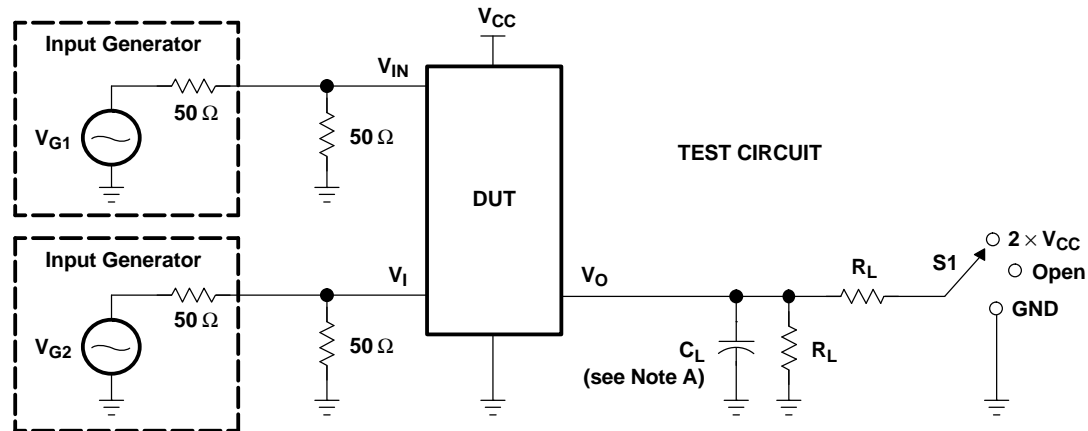 Input Generator
V_G1
50 Ω
50 Ω
V_IN
V_CC
DUT
TEST CIRCUIT
Input Generator
V_G2
50 Ω
50 Ω
V_I
V_O
C_L
(see Note A)
R_L
R_L
S1
2 × V_CC
Open
GND